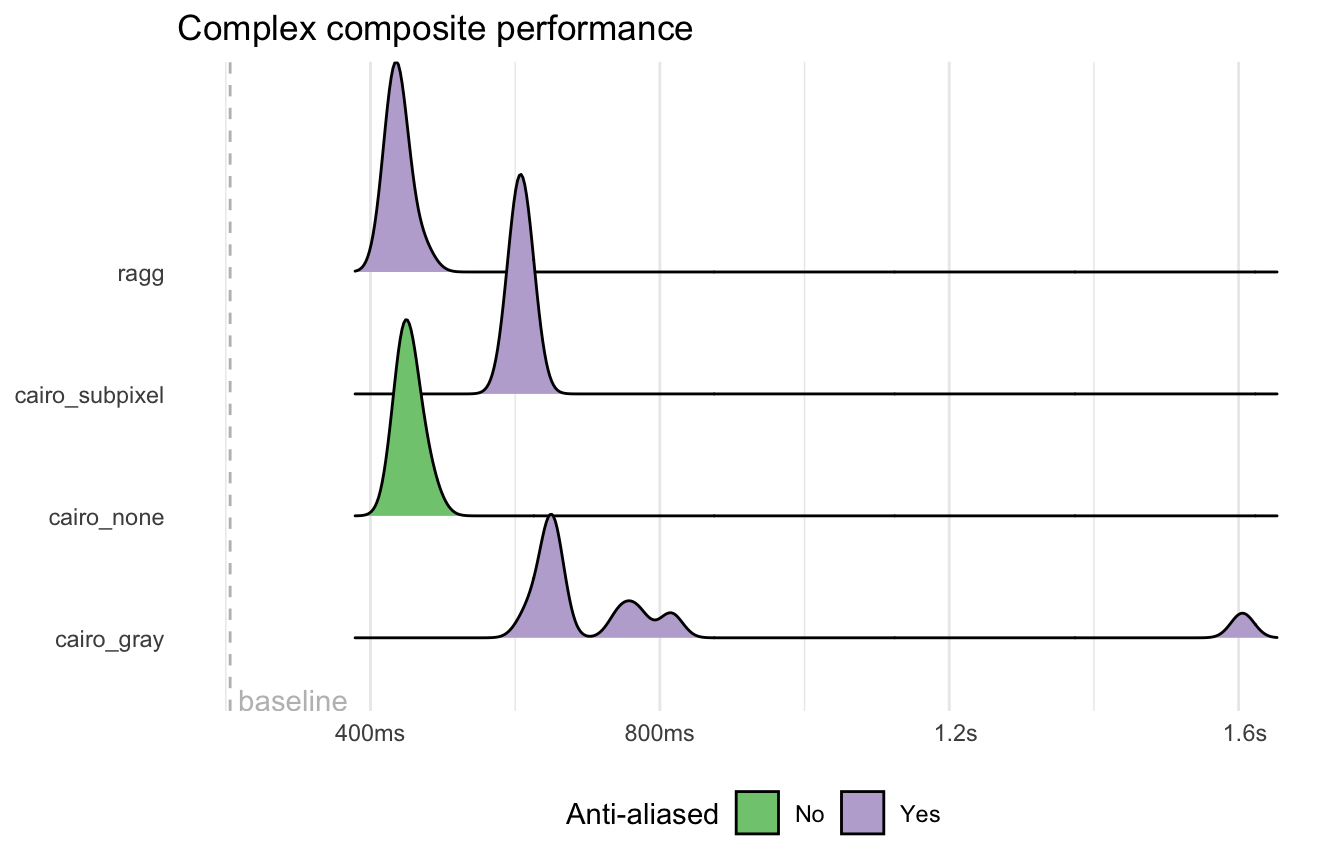 Complex composite performance
ragg
cairo_subpixel
cairo_none
cairo_gray
baseline
400ms 800ms 1.2s 1.6s
Anti-aliased No Yes